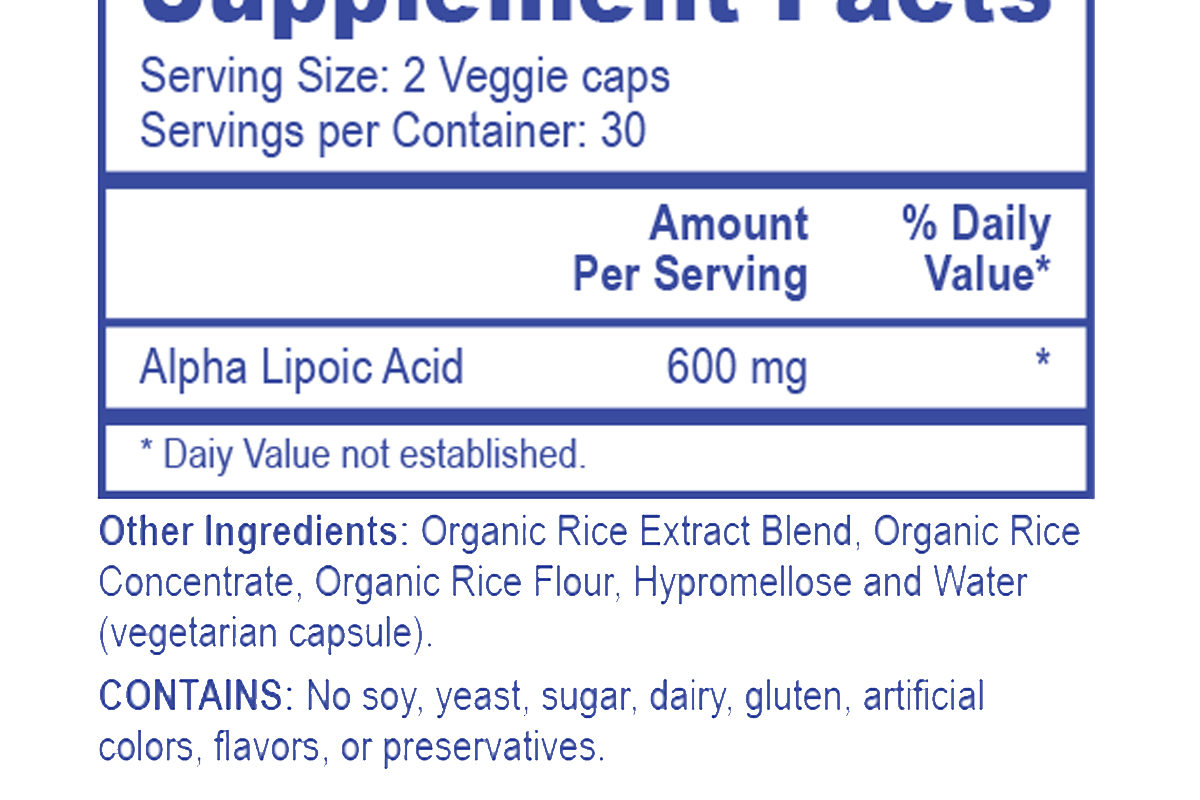 Supplement Facts
Serving Size: 2 Veggie caps
Servings per Container: 30
Amount % Daily
Per Serving Value*
Alpha Lipoic Acid 600 mg *
* Daiy Value not established.
Other Ingredients: Organic Rice Extract Blend, Organic Rice
Concentrate, Organic Rice Flour, Hypromellose and Water
(vegetarian capsule).
CONTAINS: No soy, yeast, sugar, dairy, gluten, artificial
colors, flavors, or preservatives.